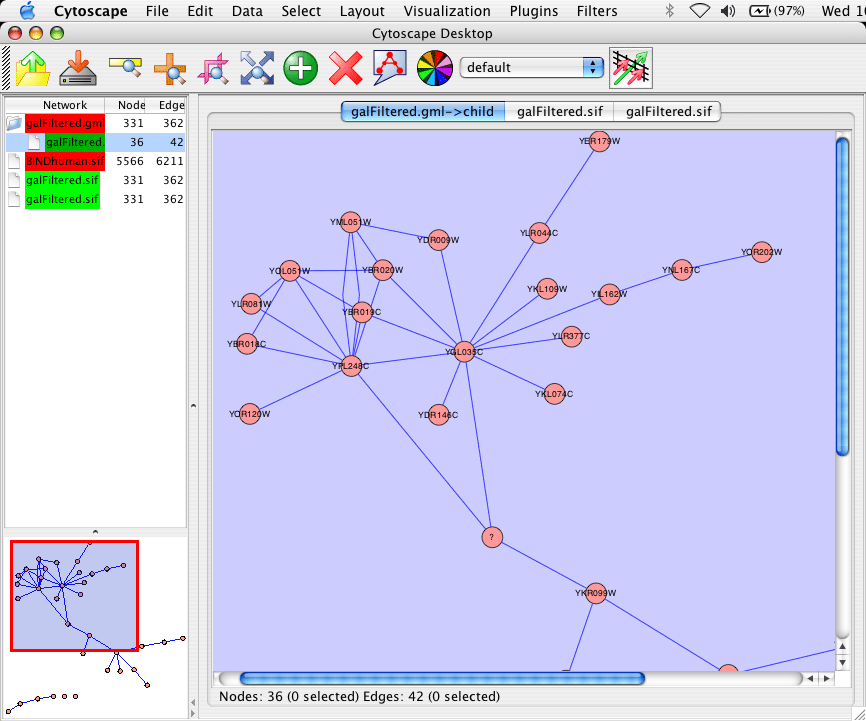 Cytoscape File Edit Data Select Layout Visualization Plugins Filters (97%) Wed 10
Cytoscape Desktop
default
Network Node Edge
galFiltered.gml 331 362
galFiltered. 36 42
BINDhuman.sif 5566 6211
galFiltered.sif 331 362
galFiltered.sif 331 362
galFiltered.gml->child galFiltered.sif galFiltered.sif
YER179W
YML051W
YDR009W
YLR044C
YOR202W
YOL051W
YBR020W
YNL167C
YKL109W
YIL162W
YLR081W
YBR019C
YLR377C
YBR018C
YGL035C
YPL248C
YKL074C
YOR120W
YDR146C
?
YKR099W
Nodes: 36 (0 selected) Edges: 42 (0 selected)